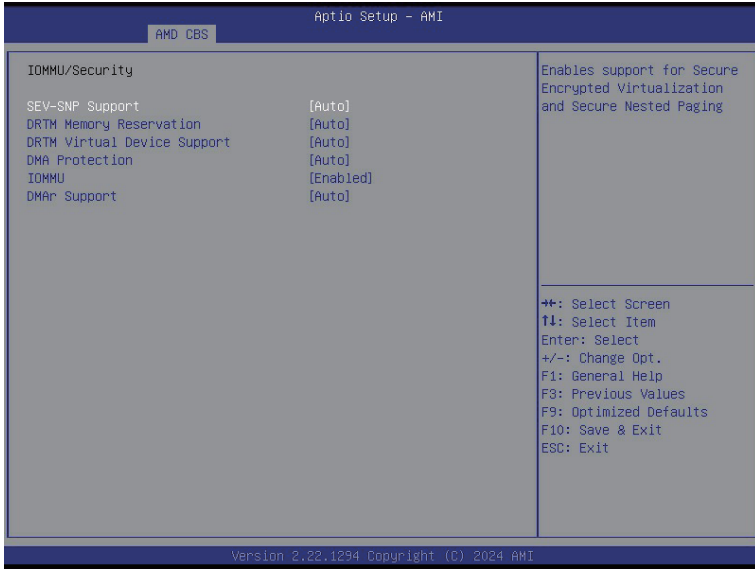 Aptio Setup – AMI
AMD CBS
IOMMU/Security
SEV-SNP Support [Auto]
DRTM Memory Reservation [Auto]
DRTM Virtual Device Support [Auto]
DMA Protection [Auto]
IOMMU [Enabled]
DMAr Support [Auto]
Enables support for Secure
Encrypted Virtualization
and Secure Nested Paging
→←: Select Screen
↑↓: Select Item
Enter: Select
+/-: Change Opt.
F1: General Help
F3: Previous Values
F9: Optimized Defaults
F10: Save & Exit
ESC: Exit
Version 2.22.1294 Copyright (C) 2024 AMI